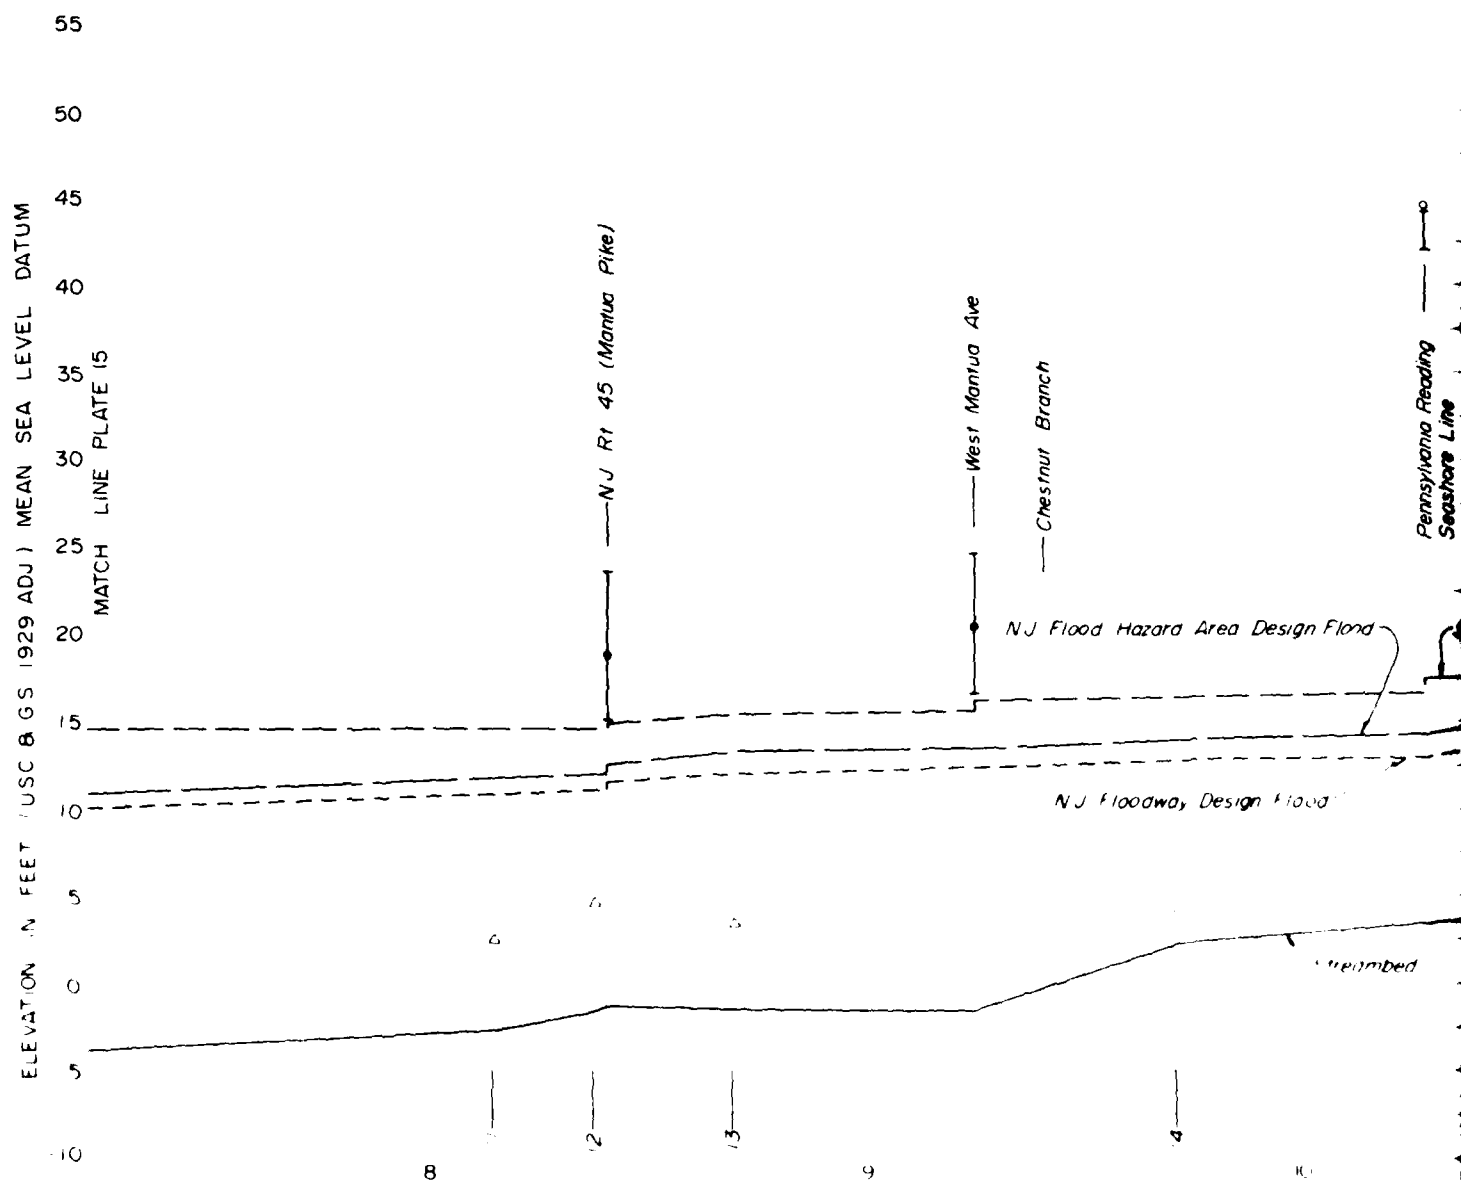 55
50
45
40
35
30
25
20
15
10
5
0
5
-10
ELEVATION IN FEET (USC & GS 1929 ADJ) MEAN SEA LEVEL DATUM
MATCH LINE PLATE 15
NJ Rt 45 (Mantua Pike)
West Mantua Ave
Chestnut Branch
Pennsylvania Reading
Seashore Line
NJ Flood Hazard Area Design Flood
NJ Floodway Design Flood
Streambed
12
13
14
8
9
10